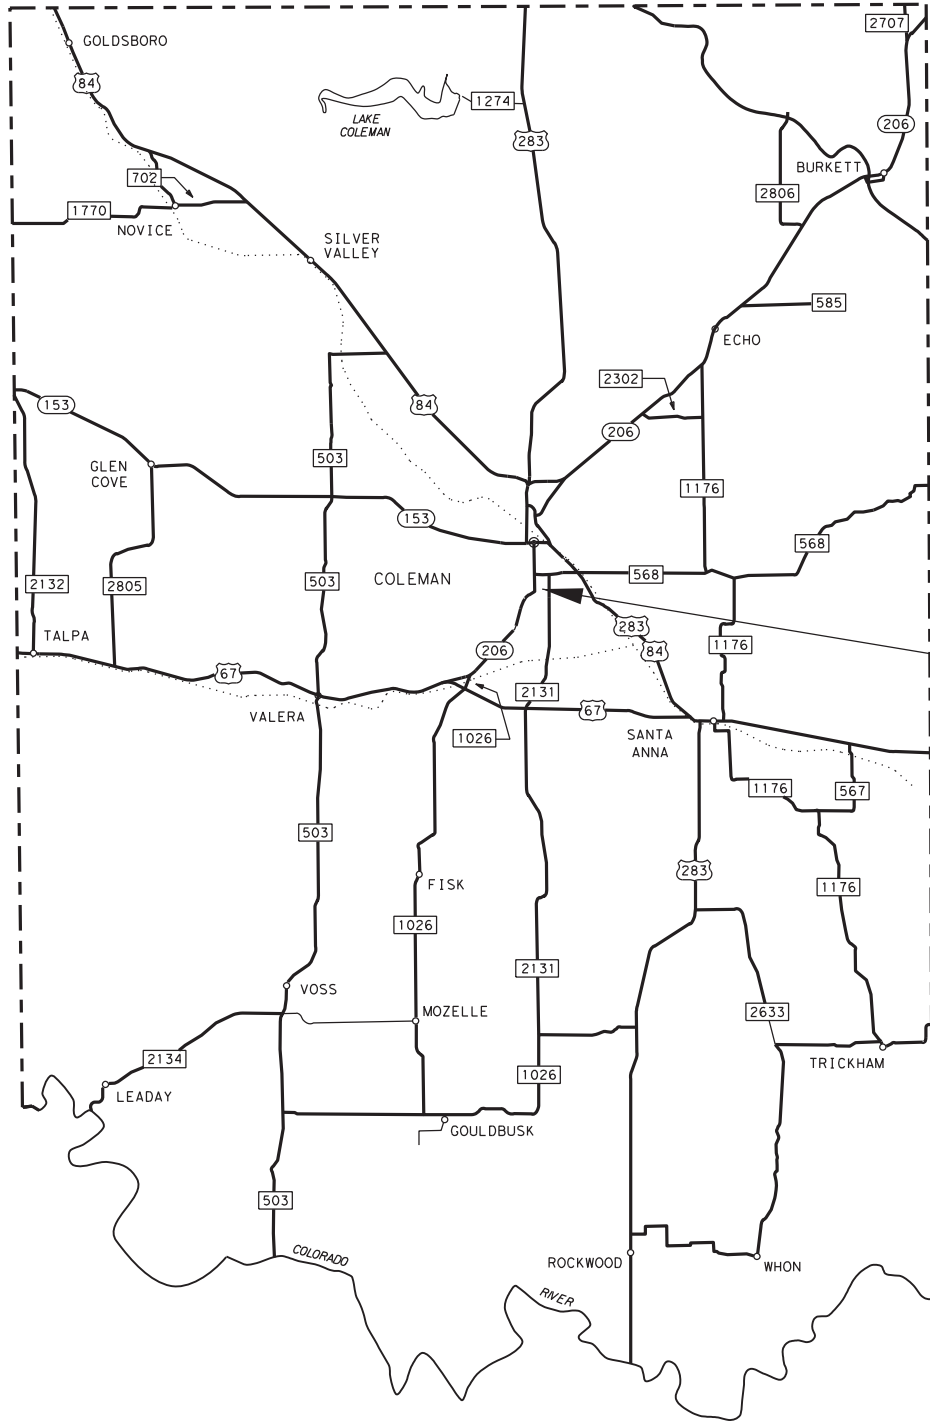 2707
GOLDSBORO
84
1274
LAKE
COLEMAN
283
206
BURKETT
702
2806
1770
NOVICE
SILVER
VALLEY
585
ECHO
2302
153
84
206
503
GLEN
COVE
1176
153
568
2132
2805
503
COLEMAN
568
283
TALPA
206
84
1176
67
2131
VALERA
67
1026
SANTA
ANNA
1176
567
503
283
FISK
1176
1026
2131
VOSS
MOZELLE
2633
2134
TRICKHAM
1026
LEADAY
GOULDBUSK
503
COLORADO
ROCKWOOD
WHON
RIVER